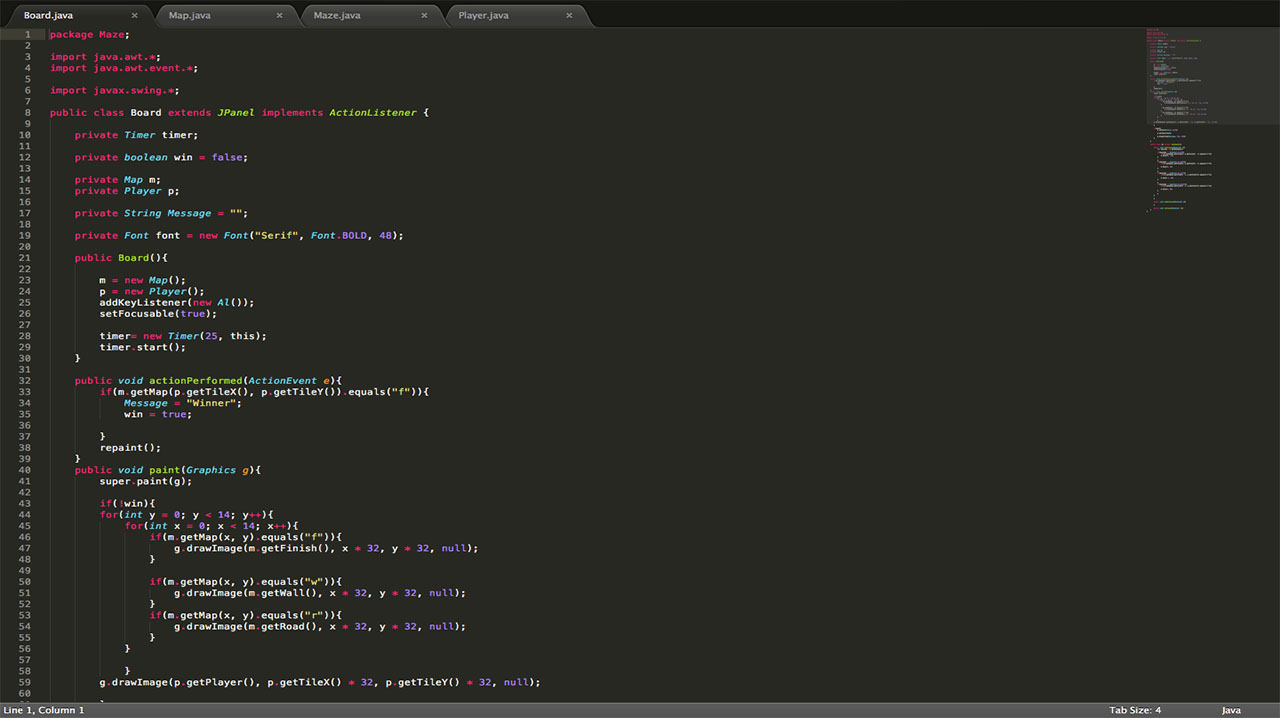 Board.java × Map.java × Maze.java × Player.java ×
1 package Maze;
2
3 import java.awt.*;
4 import java.awt.event.*;
5
6 import javax.swing.*;
7
8 public class Board extends JPanel implements ActionListener {
9
10 private Timer timer;
11
12 private boolean win = false;
13
14 private Map m;
15 private Player p;
16
17 private String Message = "";
18
19 private Font font = new Font("Serif", Font.BOLD, 48);
20
21 public Board(){
22
23 m = new Map();
24 p = new Player();
25 addKeyListener(new Al());
26 setFocusable(true);
27
28 timer= new Timer(25, this);
29 timer.start();
30 }
31
32 public void actionPerformed(ActionEvent e){
33 if(m.getMap(p.getTileX(), p.getTileY()).equals("f")){
34 Message = "Winner";
35 win = true;
36
37 }
38 repaint();
39 }
40 public void paint(Graphics g){
41 super.paint(g);
42
43 if(!win){
44 for(int y = 0; y < 14; y++){
45 for(int x = 0; x < 14; x++){
46 if(m.getMap(x, y).equals("f")){
47 g.drawImage(m.getFinish(), x * 32, y * 32, null);
48 }
49
50 if(m.getMap(x, y).equals("w")){
51 g.drawImage(m.getWall(), x * 32, y * 32, null);
52 }
53 if(m.getMap(x, y).equals("r")){
54 g.drawImage(m.getRoad(), x * 32, y * 32, null);
55 }
56 }
57
58 }
59 g.drawImage(p.getPlayer(), p.getTileX() * 32, p.getTileY() * 32, null);
60
Line 1, Column 1 Tab Size: 4 Java